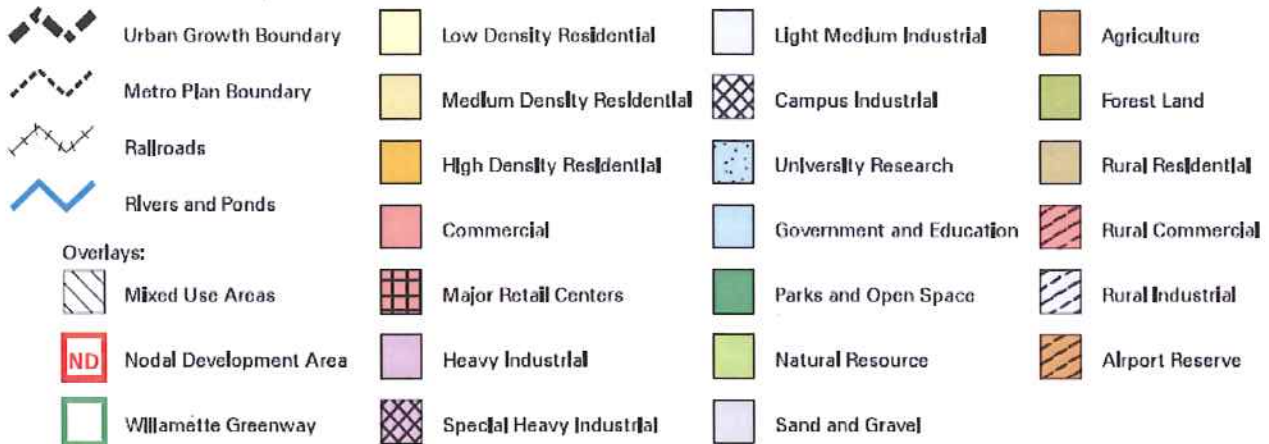 Urban Growth Boundary
Metro Plan Boundary
Railroads
Rivers and Ponds
Overlays:
Mixed Use Areas
ND
Nodal Development Area
Willamette Greenway
Low Density Residential
Medium Density Residential
High Density Residential
Commercial
Major Retail Centers
Heavy Industrial
Special Heavy Industrial
Light Medium Industrial
Campus Industrial
University Research
Government and Education
Parks and Open Space
Natural Resource
Sand and Gravel
Agriculture
Forest Land
Rural Residential
Rural Commercial
Rural Industrial
Airport Reserve